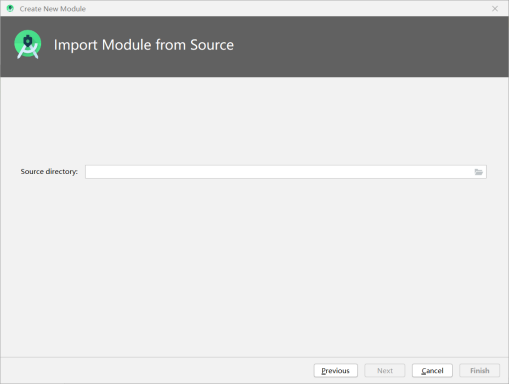 Create New Module
Import Module from Source
Source directory:
Previous
Next
Cancel
Finish